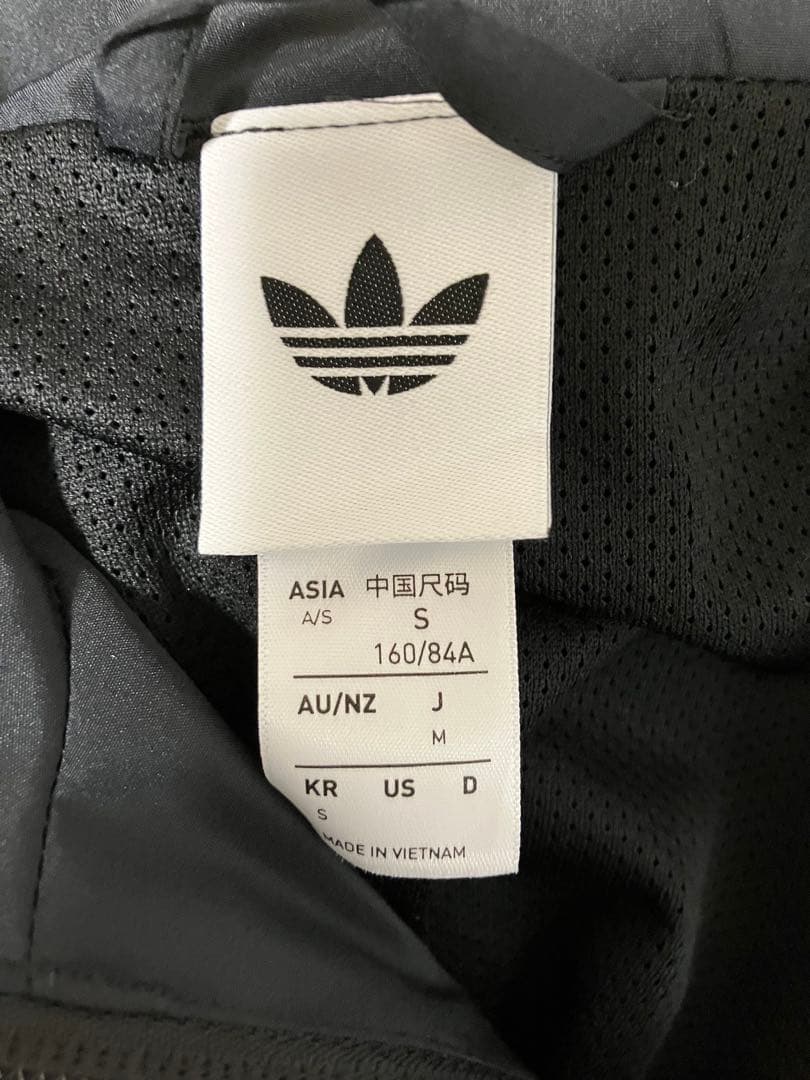 ASIA 中国尺码
A/S S
160/84A
AU/NZ J
M
KR US D
S
MADE IN VIETNAM